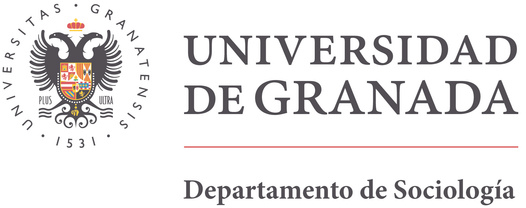 UNIVERSITAS · GRANATENSIS
PLUS ULTRA
· 1531 ·
UNIVERSIDAD
DE GRANADA
Departamento de Sociología